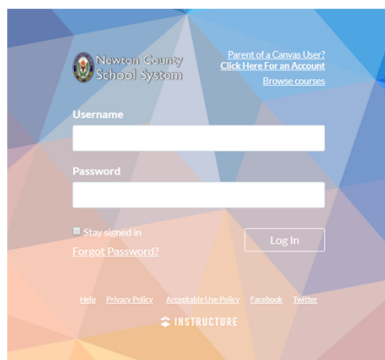 Newton County
School System
Parent of a Canvas User?
Click Here For an Account
Browse courses
Username
Password
Stay signed in
Forgot Password?
Log In
Help Privacy Policy Acceptable Use Policy Facebook Twitter
INSTRUCTURE